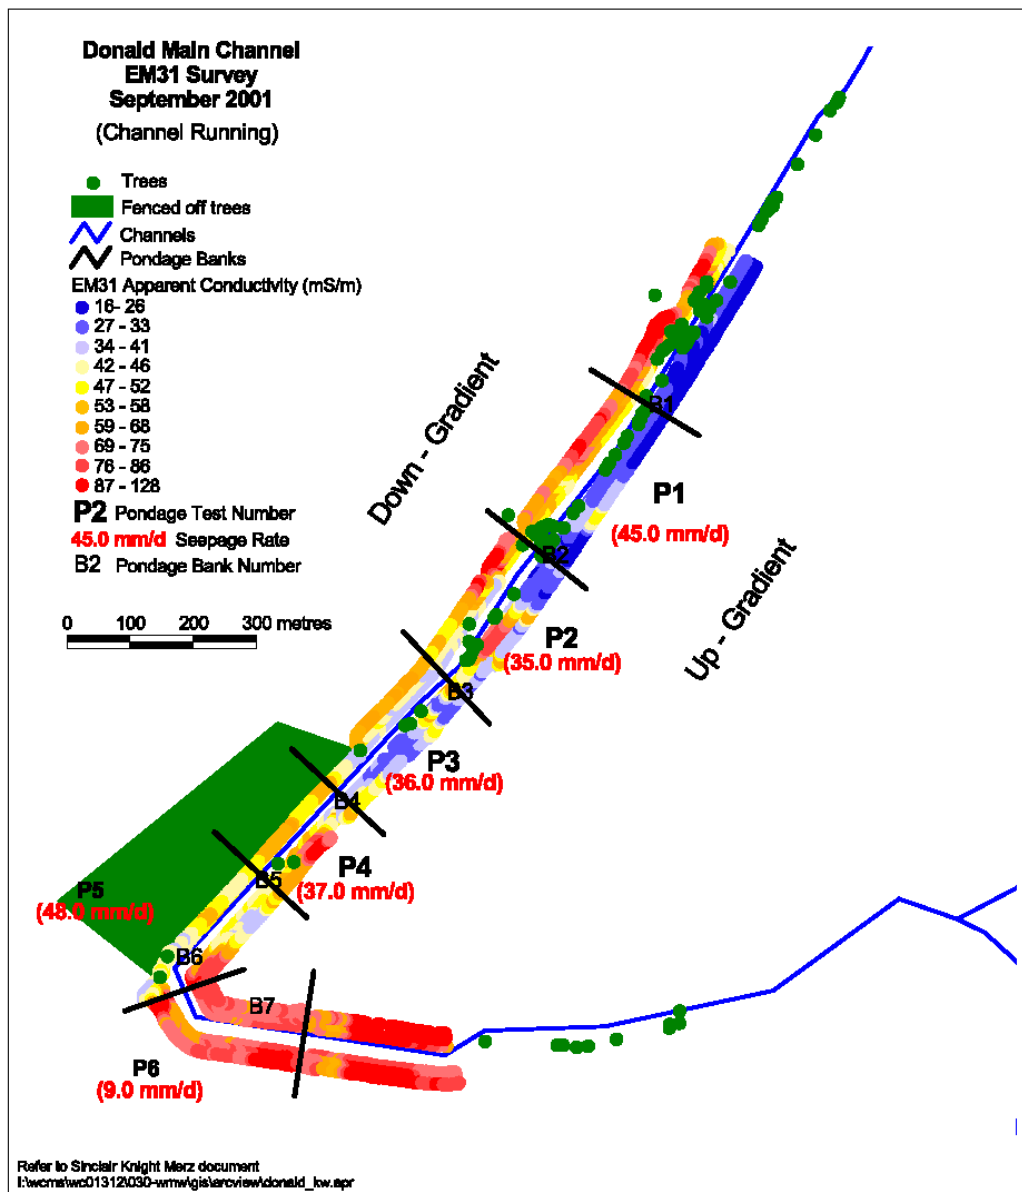 Donald Main Channel
EM31 Survey
September 2001
(Channel Running)
Trees
Fenced off trees
Channels
Pondage Banks
EM31 Apparent Conductivity (mS/m)
16- 26
27 - 33
34 - 41
42 - 46
47 - 52
53 - 58
59 - 68
69 - 75
76 - 86
87 - 128
P2 Pondage Test Number
45.0 mm/d Seepage Rate
B2 Pondage Bank Number
0 100 200 300 metres
Down - Gradient
Up - Gradient
B1
P1
(45.0 mm/d)
B2
P2
(35.0 mm/d)
B3
P3
(36.0 mm/d)
B4
P4
(37.0 mm/d)
B5
P5
(48.0 mm/d)
B6
B7
P6
(9.0 mm/d)
Refer to Sinclair Knight Merz document
I:\wcms\wc01312\030-wmw\gis\arcview\donald_kw.apr